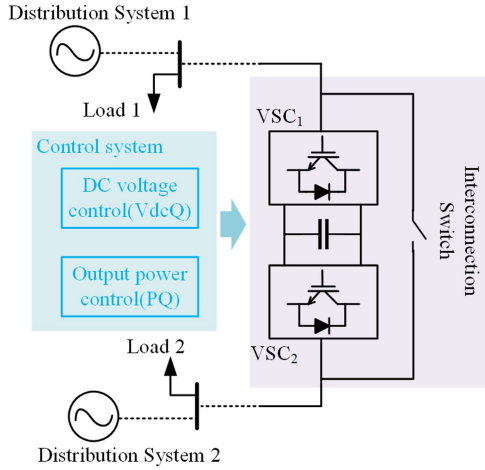 Distribution System 1
Load 1
VSC1
Control system
DC voltage
control(VdcQ)
Output power
control(PQ)
Interconnection
Switch
Load 2
VSC2
Distribution System 2